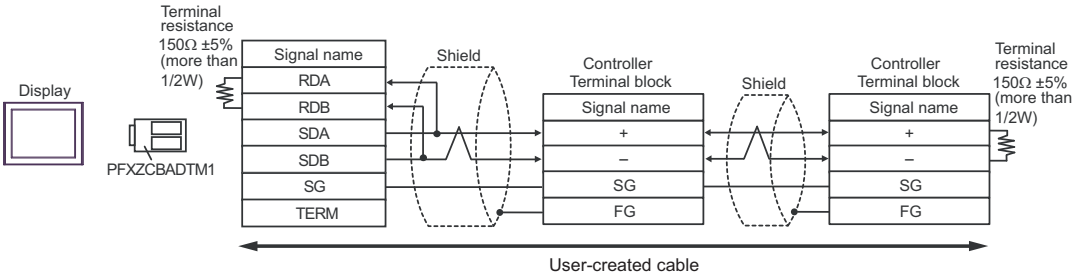 Terminal
resistance
150Ω ±5%
(more than
1/2W)
Display
PFXZCBADTM1
Signal name
RDA
RDB
SDA
SDB
SG
TERM
Shield
Controller
Terminal block
Signal name
+
–
SG
FG
Shield
Controller
Terminal block
Signal name
+
–
SG
FG
Terminal
resistance
150Ω ±5%
(more than
1/2W)
User-created cable